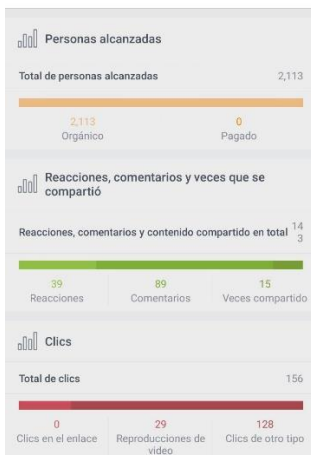 Personas alcanzadas
Total de personas alcanzadas 2,113
2,113 0
Orgánico Pagado
Reacciones, comentarios y veces que se
compartió
Reacciones, comentarios y contenido compartido en total 14
3
39 89 15
Reacciones Comentarios Veces compartido
Clics
Total de clics 156
0 29 128
Clics en el enlace Reproducciones de Clics de otro tipo
video